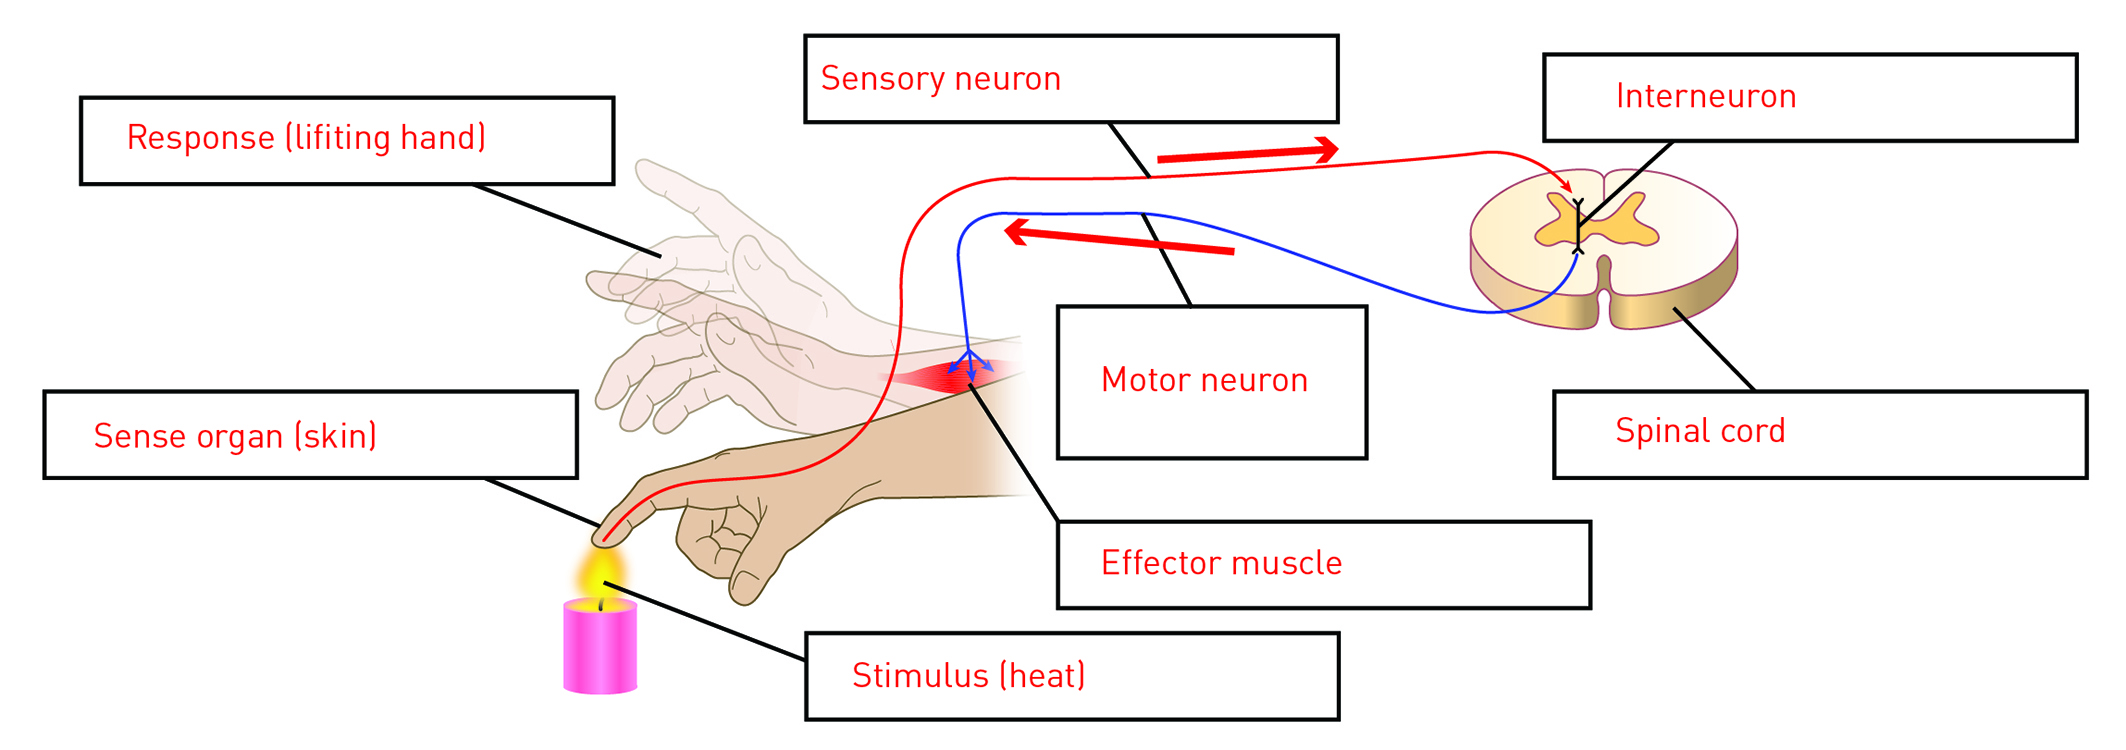 Sensory neuron
Interneuron
Response (lifiting hand)
Motor neuron
Sense organ (skin)
Spinal cord
Effector muscle
Stimulus (heat)